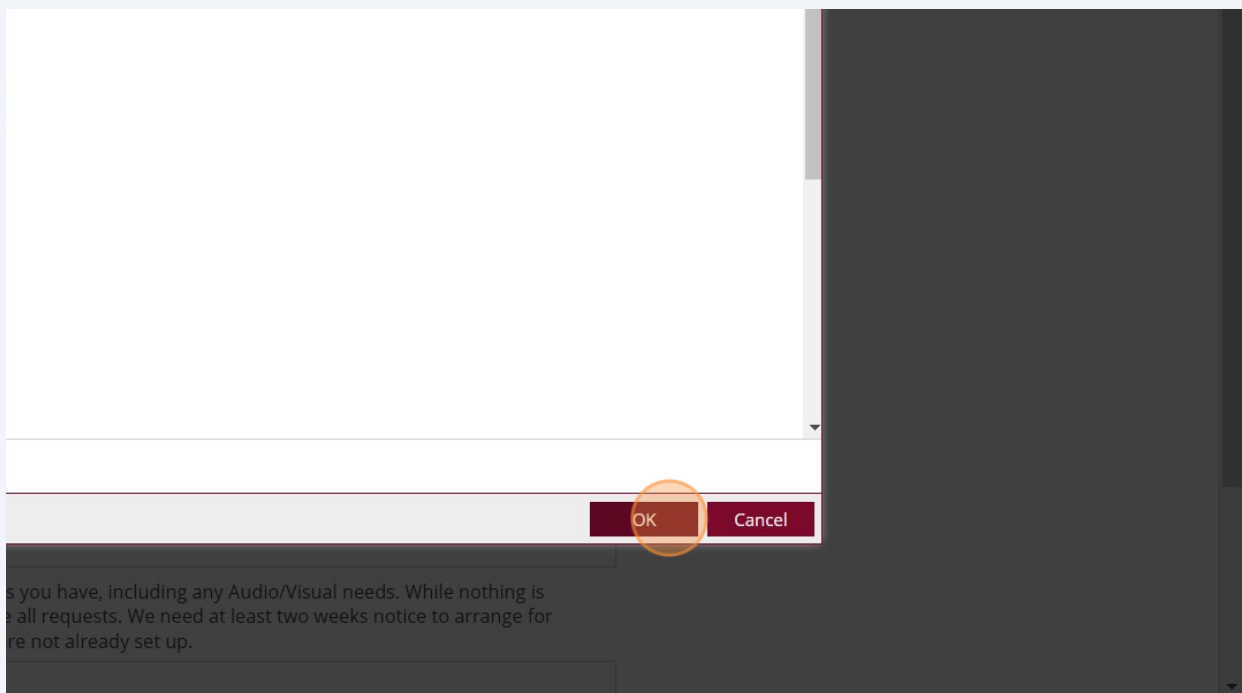 OK Cancel
s you have, including any Audio/Visual needs. While nothing is
e all requests. We need at least two weeks notice to arrange for
re not already set up.